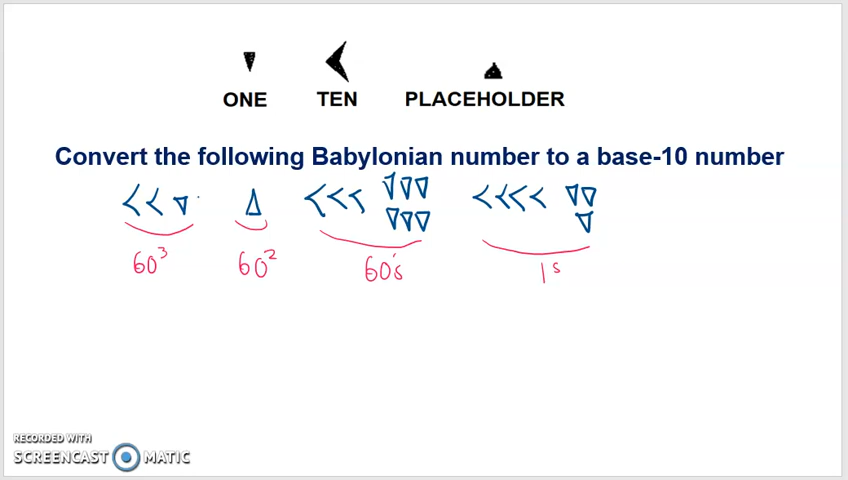 ONE TEN PLACEHOLDER
Convert the following Babylonian number to a base-10 number
60³ 60² 60's 1s
RECORDED WITH
SCREENCAST MATIC